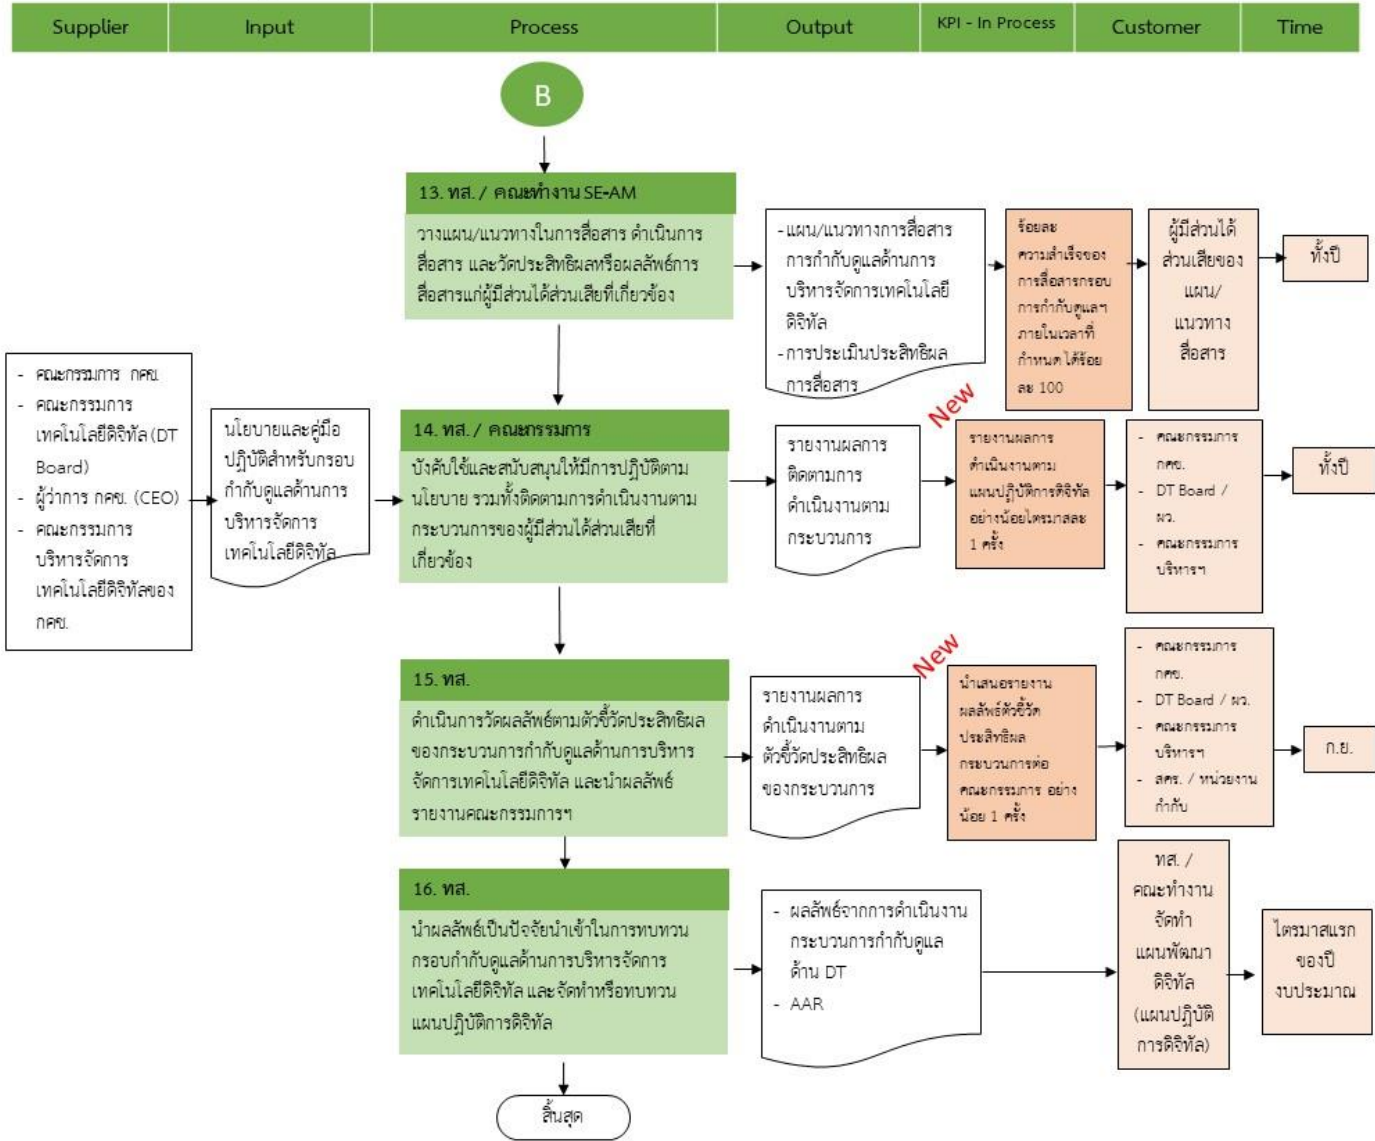 Supplier
Input
Process
Output
KPI - In Process
Customer
Time
B
13. ทส. / คณะทำงาน SE-AM
วางแผน/แนวทางในการสื่อสาร ดำเนินการ
สื่อสาร และวัดประสิทธิผลหรือผลลัพธ์การ
สื่อสารแก่ผู้มีส่วนได้ส่วนเสียที่เกี่ยวข้อง
-แผน/แนวทางการสื่อสาร
การกำกับดูแลด้านการ
บริหารจัดการเทคโนโลยี
ดิจิทัล
-การประเมินประสิทธิผล
การสื่อสาร
ร้อยละ
ความสำเร็จของ
การสื่อสารกรอบ
การกำกับดูแลฯ
ภายในเวลาที่
กำหนด ได้ร้อย
ละ 100
ผู้มีส่วนได้
ส่วนเสียของ
แผน/
แนวทาง
สื่อสาร
ทั้งปี
- คณะกรรมการ กคช.
- คณะกรรมการ
เทคโนโลยีดิจิทัล (DT
Board)
- ผู้ว่าการ กคช. (CEO)
- คณะกรรมการ
บริหารจัดการ
เทคโนโลยีดิจิทัลของ
กคช.
นโยบายและคู่มือ
ปฏิบัติสำหรับกรอบ
กำกับดูแลด้านการ
บริหารจัดการ
เทคโนโลยีดิจิทัล
14. ทส. / คณะกรรมการ
บังคับใช้และสนับสนุนให้มีการปฏิบัติตาม
นโยบาย รวมทั้งติดตามการดำเนินงานตาม
กระบวนการของผู้มีส่วนได้ส่วนเสียที่
เกี่ยวข้อง
รายงานผลการ
ติดตามการ
ดำเนินงานตาม
กระบวนการ
New
รายงานผลการ
ดำเนินงานตาม
แผนปฏิบัติการดิจิทัล
อย่างน้อยไตรมาสละ
1 ครั้ง
- คณะกรรมการ
กคช.
- DT Board /
ผว.
- คณะกรรมการ
บริหารฯ
ทั้งปี
15. ทส.
ดำเนินการวัดผลลัพธ์ตามตัวชี้วัดประสิทธิผล
ของกระบวนการกำกับดูแลด้านการบริหาร
จัดการเทคโนโลยีดิจิทัล และนำผลลัพธ์
รายงานคณะกรรมการฯ
รายงานผลการ
ดำเนินงานตาม
ตัวชี้วัดประสิทธิผล
ของกระบวนการ
New
นำเสนอรายงาน
ผลลัพธ์ตัวชี้วัด
ประสิทธิผล
กระบวนการต่อ
คณะกรรมการ อย่าง
น้อย 1 ครั้ง
- คณะกรรมการ
กคช.
- DT Board / ผว.
- คณะกรรมการ
บริหารฯ
- สคร. / หน่วยงาน
กำกับ
ก.ย.
16. ทส.
นำผลลัพธ์เป็นปัจจัยนำเข้าในการทบทวน
กรอบกำกับดูแลด้านการบริหารจัดการ
เทคโนโลยีดิจิทัล และจัดทำหรือทบทวน
แผนปฏิบัติการดิจิทัล
- ผลลัพธ์จากการดำเนินงาน
กระบวนการกำกับดูแล
ด้าน DT
- AAR
ทส. /
คณะทำงาน
จัดทำ
แผนพัฒนา
ดิจิทัล
(แผนปฏิบัติ
การดิจิทัล)
ไตรมาสแรก
ของปี
งบประมาณ
สิ้นสุด